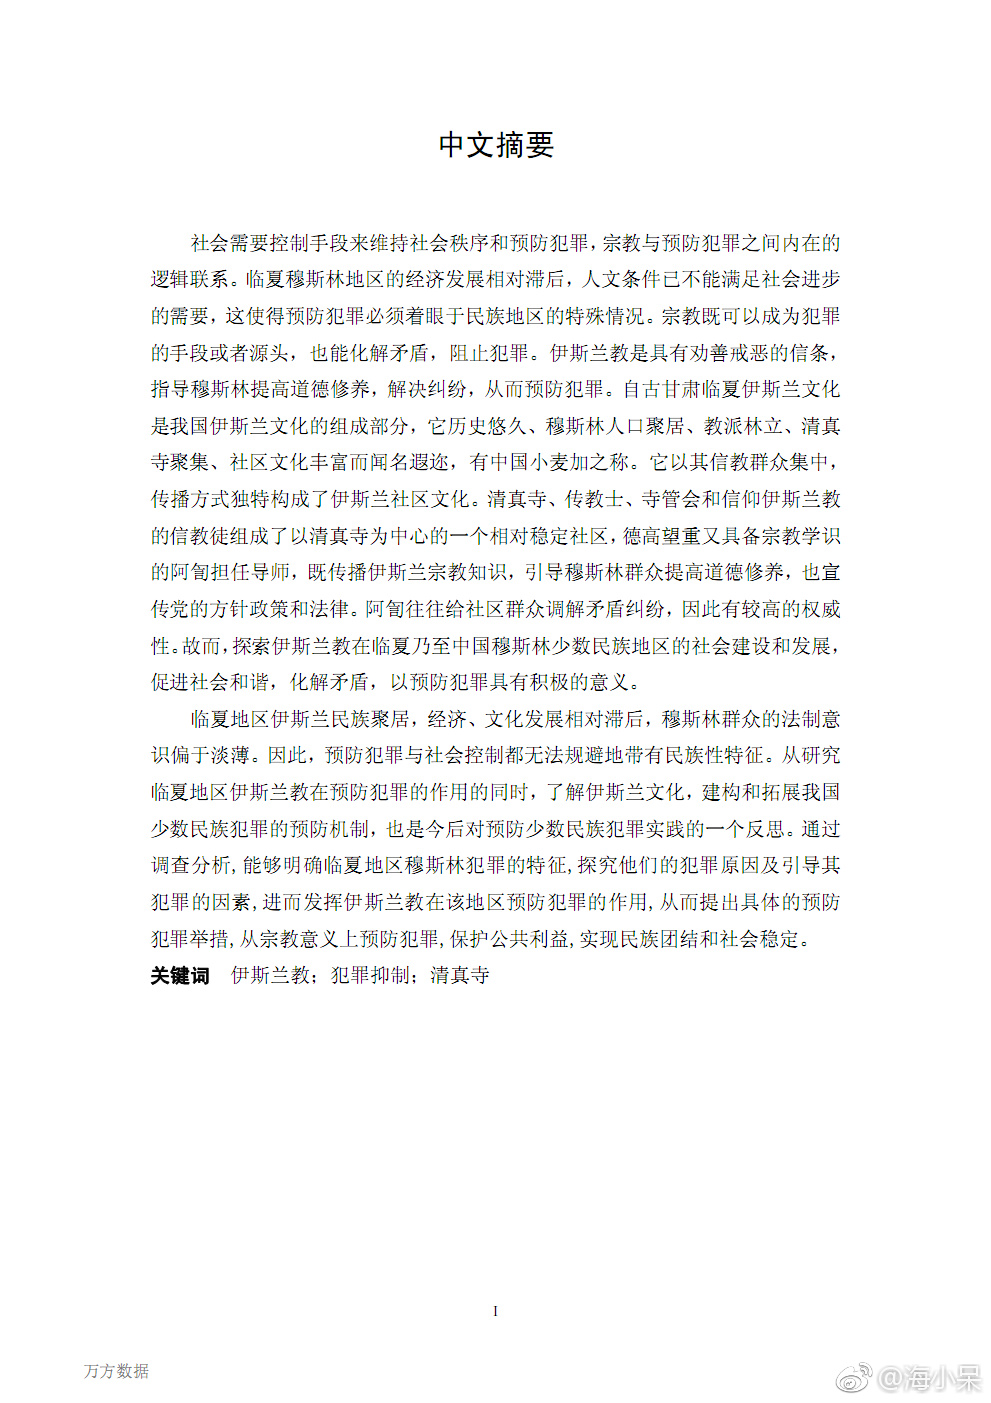 中文摘要
社会需要控制手段来维持社会秩序和预防犯罪，宗教与预防犯罪之间内在的
逻辑联系。临夏穆斯林地区的经济发展相对滞后，人文条件已不能满足社会进步
的需要，这使得预防犯罪必须着眼于民族地区的特殊情况。宗教既可以成为犯罪
的手段或者源头，也能化解矛盾，阻止犯罪。伊斯兰教是具有劝善戒恶的信条，
指导穆斯林提高道德修养，解决纠纷，从而预防犯罪。自古甘肃临夏伊斯兰文化
是我国伊斯兰文化的组成部分，它历史悠久、穆斯林人口聚居、教派林立、清真
寺聚集、社区文化丰富而闻名遐迩，有中国小麦加之称。它以其信教群众集中，
传播方式独特构成了伊斯兰社区文化。清真寺、传教士、寺管会和信仰伊斯兰教
的信教徒组成了以清真寺为中心的一个相对稳定社区，德高望重又具备宗教学识
的阿訇担任导师，既传播伊斯兰宗教知识，引导穆斯林群众提高道德修养，也宣
传党的方针政策和法律。阿訇往往给社区群众调解矛盾纠纷，因此有较高的权威
性。故而，探索伊斯兰教在临夏乃至中国穆斯林少数民族地区的社会建设和发展，
促进社会和谐，化解矛盾，以预防犯罪具有积极的意义。
临夏地区伊斯兰民族聚居，经济、文化发展相对滞后，穆斯林群众的法制意
识偏于淡薄。因此，预防犯罪与社会控制都无法规避地带有民族性特征。从研究
临夏地区伊斯兰教在预防犯罪的作用的同时，了解伊斯兰文化，建构和拓展我国
少数民族犯罪的预防机制，也是今后对预防少数民族犯罪实践的一个反思。通过
调查分析,能够明确临夏地区穆斯林犯罪的特征,探究他们的犯罪原因及引导其
犯罪的因素,进而发挥伊斯兰教在该地区预防犯罪的作用,从而提出具体的预防
犯罪举措,从宗教意义上预防犯罪,保护公共利益,实现民族团结和社会稳定。
关键词 伊斯兰教；犯罪抑制；清真寺
I
万方数据
@海小呆